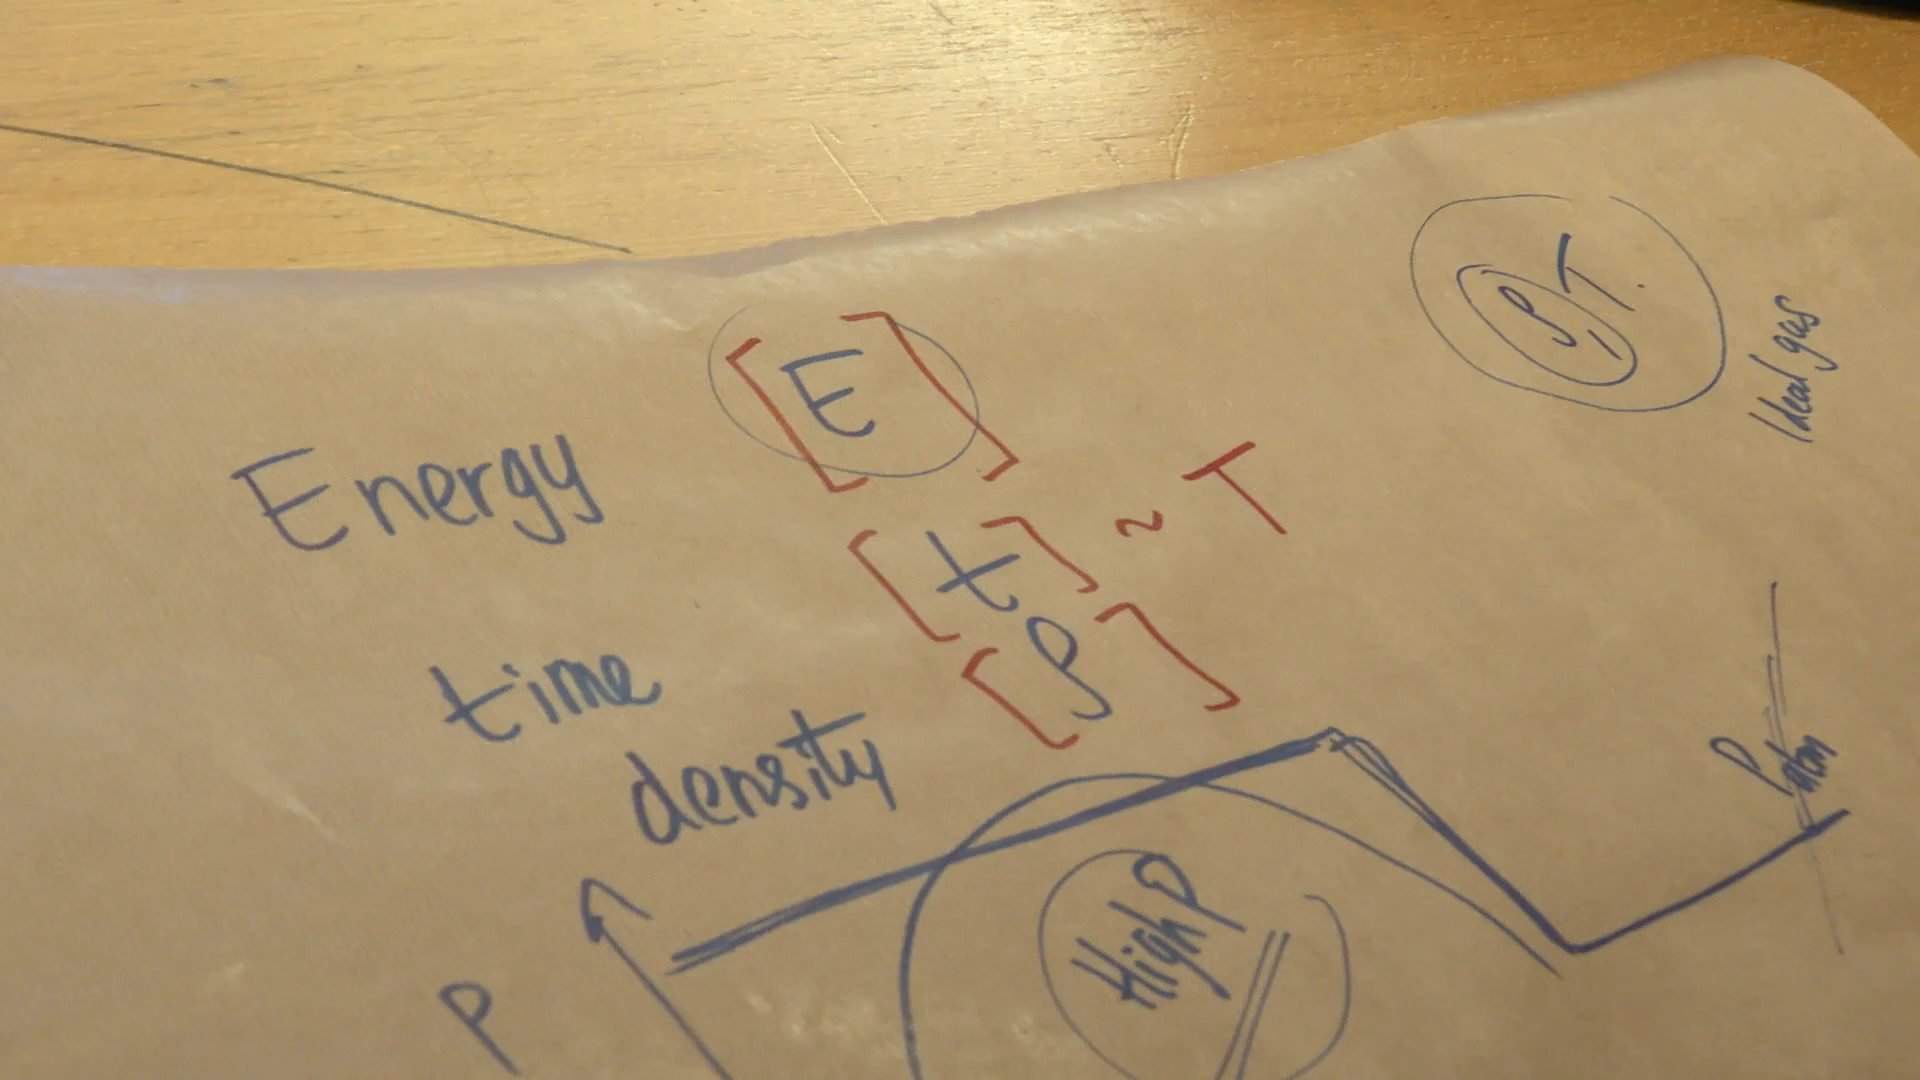 Energy [E]
time [t] ~ T
density [ρ]
ρ, T.
Ideal gas
P
High P